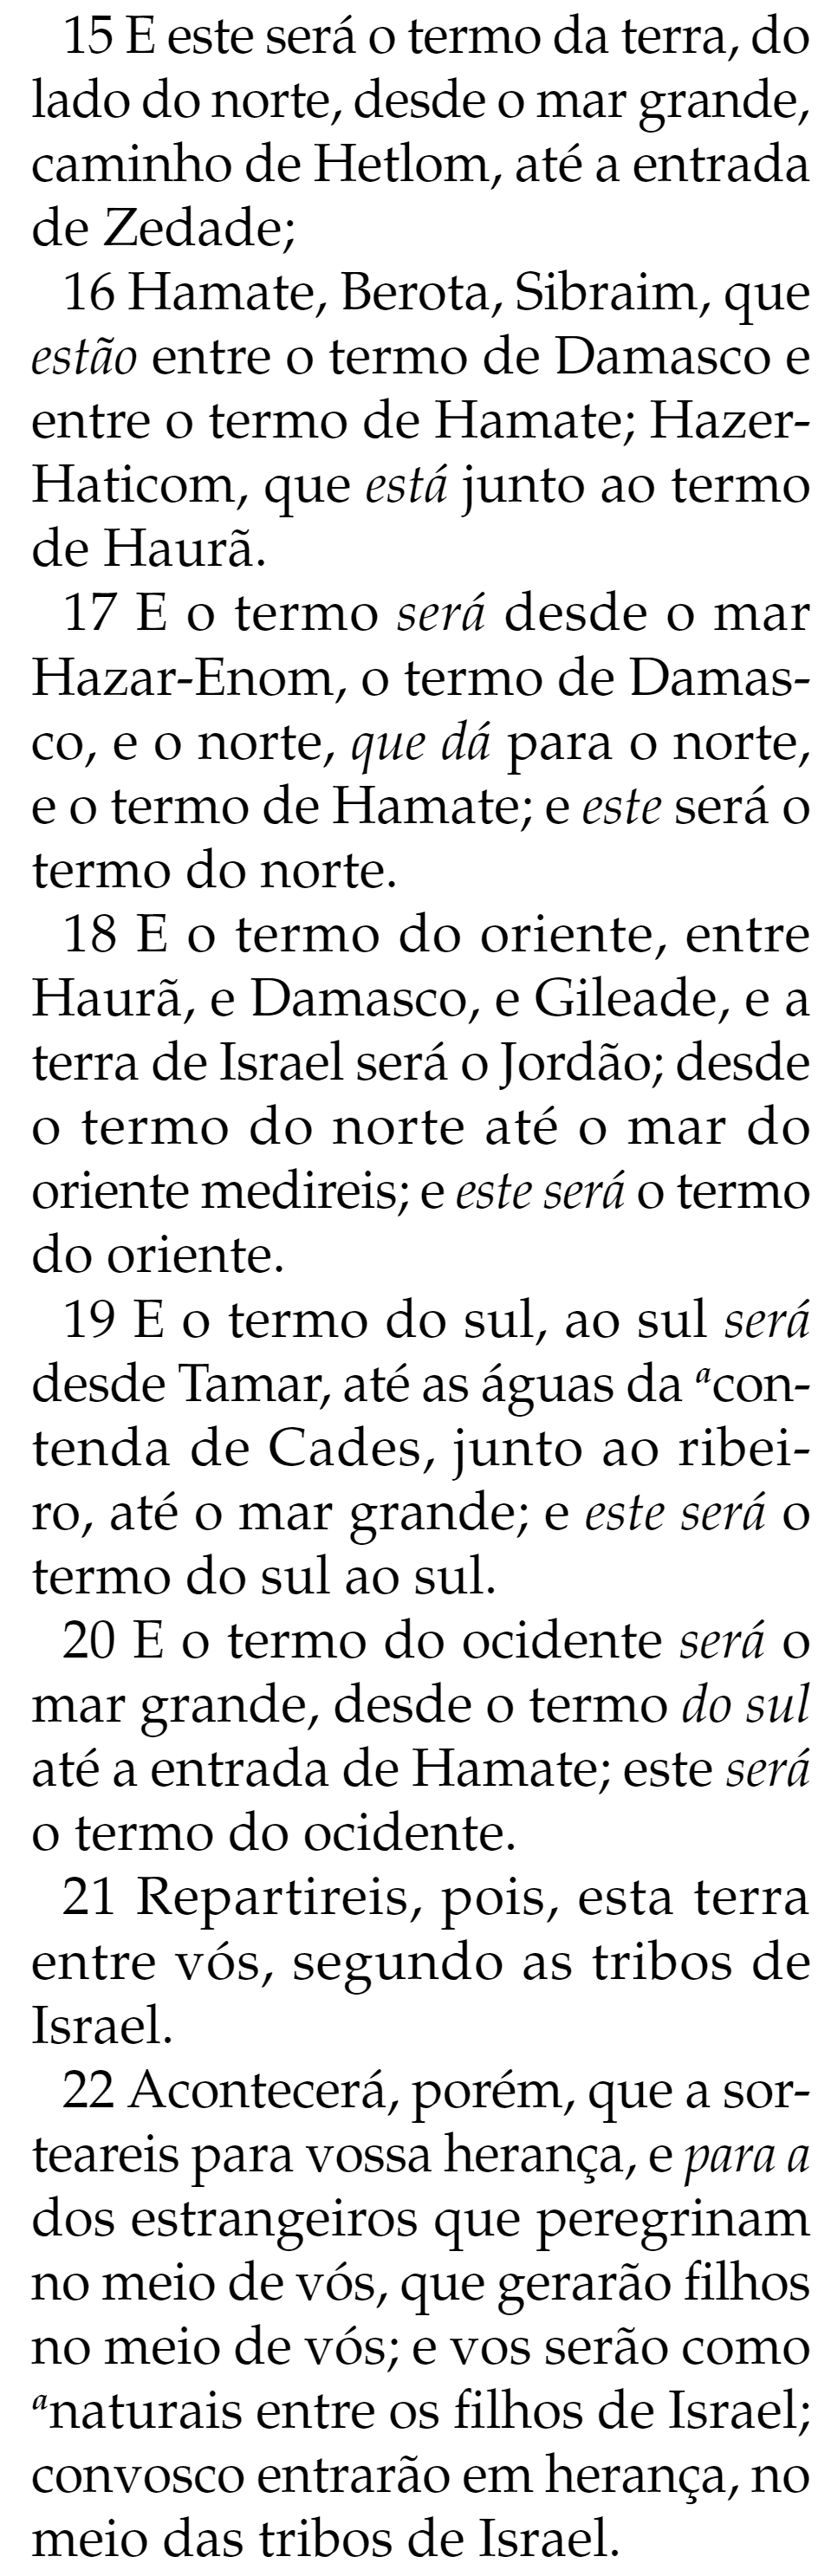 15 E este será o termo da terra, do
lado do norte, desde o mar grande,
caminho de Hetlom, até a entrada
de Zedade;
16 Hamate, Berota, Sibraim, que
estão entre o termo de Damasco e
entre o termo de Hamate; Hazer-
Haticom, que está junto ao termo
de Haurã.
17 E o termo será desde o mar
Hazar-Enom, o termo de Damas-
co, e o norte, que dá para o norte,
e o termo de Hamate; e este será o
termo do norte.
18 E o termo do oriente, entre
Haurã, e Damasco, e Gileade, e a
terra de Israel será o Jordão; desde
o termo do norte até o mar do
oriente medireis; e este será o termo
do oriente.
19 E o termo do sul, ao sul será
desde Tamar, até as águas da ᵃcon-
tenda de Cades, junto ao ribei-
ro, até o mar grande; e este será o
termo do sul ao sul.
20 E o termo do ocidente será o
mar grande, desde o termo do sul
até a entrada de Hamate; este será
o termo do ocidente.
21 Repartireis, pois, esta terra
entre vós, segundo as tribos de
Israel.
22 Acontecerá, porém, que a sor-
teareis para vossa herança, e para a
dos estrangeiros que peregrinam
no meio de vós, que gerarão filhos
no meio de vós; e vos serão como
ᵃnaturais entre os filhos de Israel;
convosco entrarão em herança, no
meio das tribos de Israel.